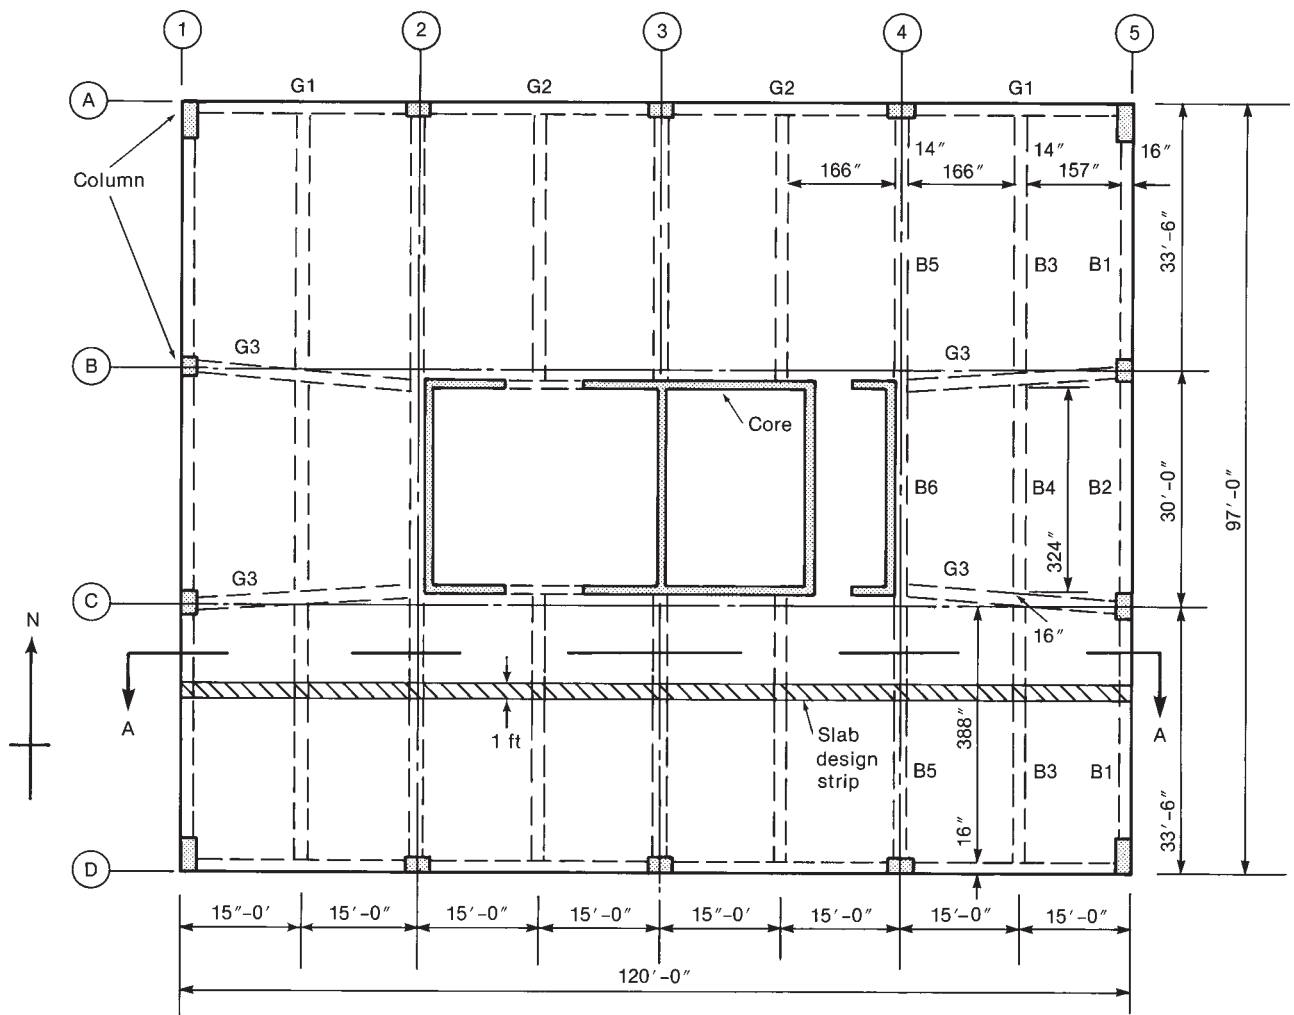 1 2 3 4 5
G1 G2 G2 G1
A
14″ 14″ 16″
166″ 166″ 157″
Column
33′-6″
B5 B3 B1
G3 G3
B
Core
B6 B4 B2
30′-0″
97′-0″
324″
G3 G3
C
16″
N
A A
1 ft
Slab
design
strip
388″
B5 B3 B1
33′-6″
16″
D
15″-0′ 15′-0″ 15′-0″ 15′-0″ 15″-0′ 15′-0″ 15′-0″ 15′-0″
120′-0″